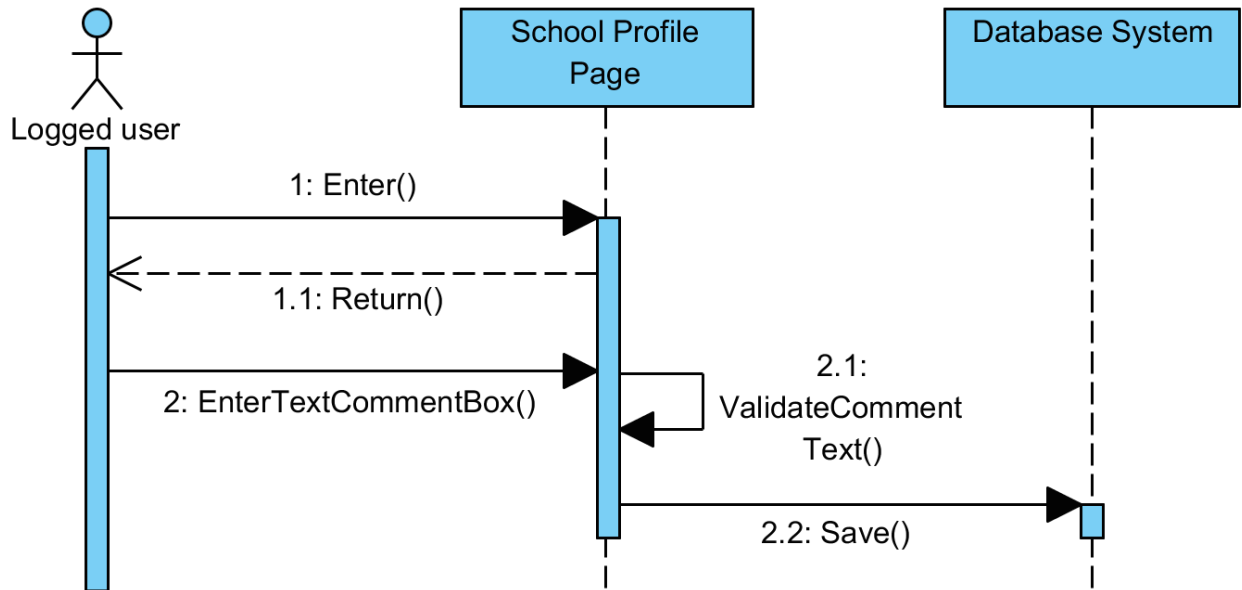 School Profile
Page
Database System
Logged user
1: Enter()
1.1: Return()
2: EnterTextCommentBox()
2.1:
ValidateComment
Text()
2.2: Save()